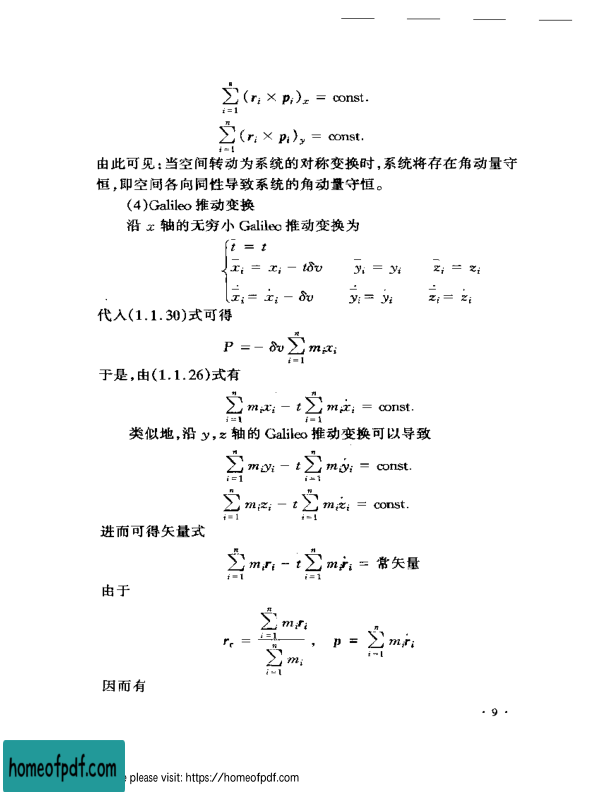 $\sum_{i=1}^{n}(\boldsymbol{r}_i \times \boldsymbol{p}_i)_x = \text{const.}$
$\sum_{i=1}^{n}(\boldsymbol{r}_i \times \boldsymbol{p}_i)_y = \text{const.}$
由此可见：当空间转动为系统的对称变换时，系统将存在角动量守
恒，即空间各向同性导致系统的角动量守恒。
(4)Galileo 推动变换
沿 x 轴的无穷小 Galileo 推动变换为
$\bar{t} = t$
$\bar{x}_i = x_i - t\delta v \quad \bar{y}_i = y_i \quad \bar{z}_i = z_i$
$\dot{\bar{x}}_i = \dot{x}_i - \delta v \quad \dot{\bar{y}}_i = \dot{y}_i \quad \dot{\bar{z}}_i = \dot{z}_i$
代入(1.1.30)式可得
$P = -\delta v \sum_{i=1}^{n} m_i x_i$
于是，由(1.1.26)式有
$\sum_{i=1}^{n} m_i x_i - t\sum_{i=1}^{n} m_i \dot{x}_i = \text{const.}$
类似地，沿 y，z 轴的 Galileo 推动变换可以导致
$\sum_{i=1}^{n} m_i y_i - t\sum_{i=1}^{n} m_i \dot{y}_i = \text{const.}$
$\sum_{i=1}^{n} m_i z_i - t\sum_{i=1}^{n} m_i \dot{z}_i = \text{const.}$
进而可得矢量式
$\sum_{i=1}^{n} m_i \boldsymbol{r}_i - t\sum_{i=1}^{n} m_i \dot{\boldsymbol{r}}_i = \text{常矢量}$
由于
$\boldsymbol{r}_c = \frac{\sum_{i=1}^{n} m_i \boldsymbol{r}_i}{\sum_{i=1}^{n} m_i}, \quad \boldsymbol{p} = \sum_{i=1}^{n} m_i \dot{\boldsymbol{r}}_i$
因而有
· 9 ·
homeofpdf.com
please visit: https://homeofpdf.com